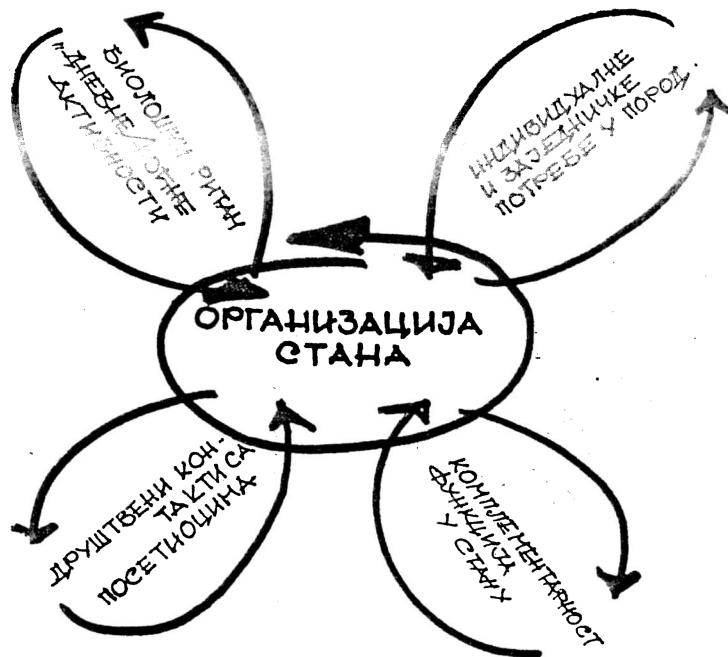 БИОЛОШКИ РИТАМ
„ДНЕВНЕ/
АКТИВНОСТИ
ИНДИВИДУАЛНЕ
И ЗАЈЕДНИЧКЕ
ПОТРЕБЕ У ПОРОД.
ОРГАНИЗАЦИЈА
СТАНА
ДРУШТВЕНИ КОН-
ТАКТИ СА
ПОСЕТИОЦИМА
КОМПЛЕМЕНТАРНОСТ
ФУНКЦИЈА
У СТАНУ